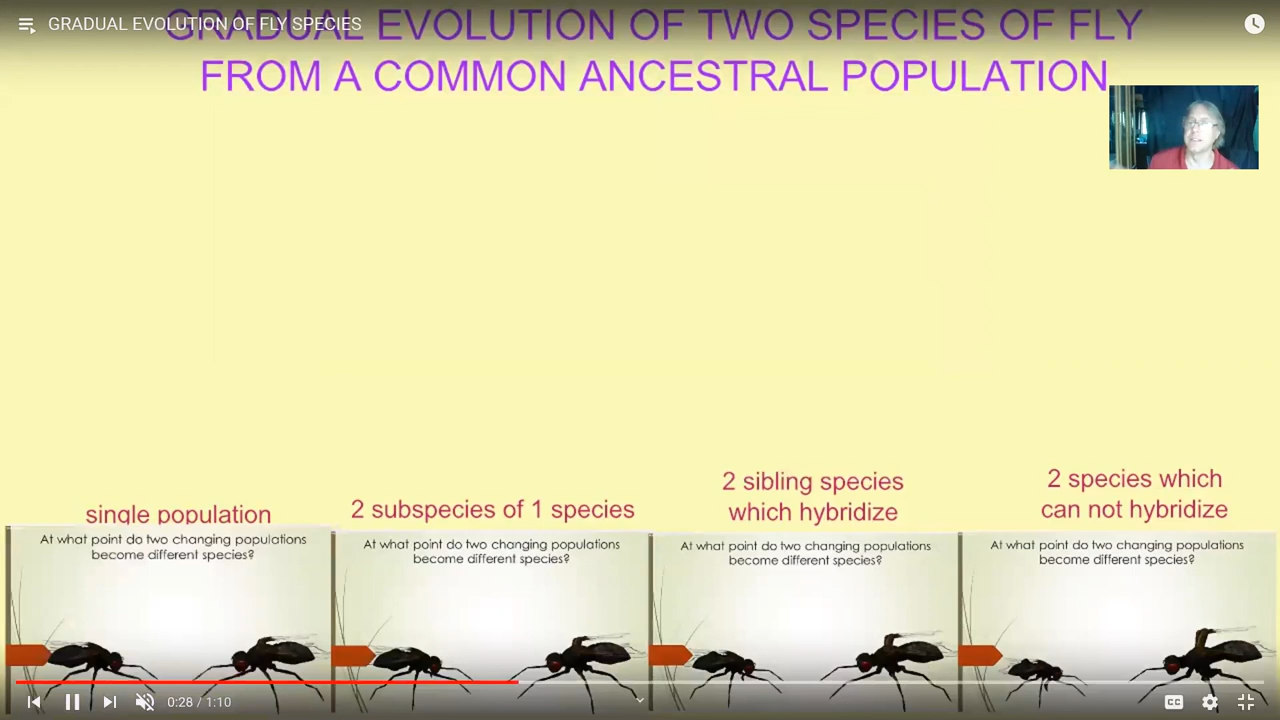 GRADUAL EVOLUTION OF FLY SPECIES
GRADUAL EVOLUTION OF TWO SPECIES OF FLY
FROM A COMMON ANCESTRAL POPULATION
single population
2 subspecies of 1 species
2 sibling species
which hybridize
2 species which
can not hybridize
At what point do two changing populations
become different species?
At what point do two changing populations
become different species?
At what point do two changing populations
become different species?
At what point do two changing populations
become different species?
0:28 / 1:10
CC